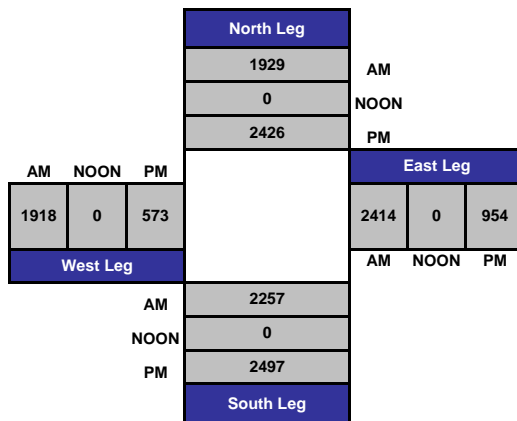 North Leg
1929 AM
0 NOON
2426 PM
AM NOON PM
East Leg
1918 0 573
2414 0 954
West Leg
AM NOON PM
AM 2257
NOON 0
PM 2497
South Leg